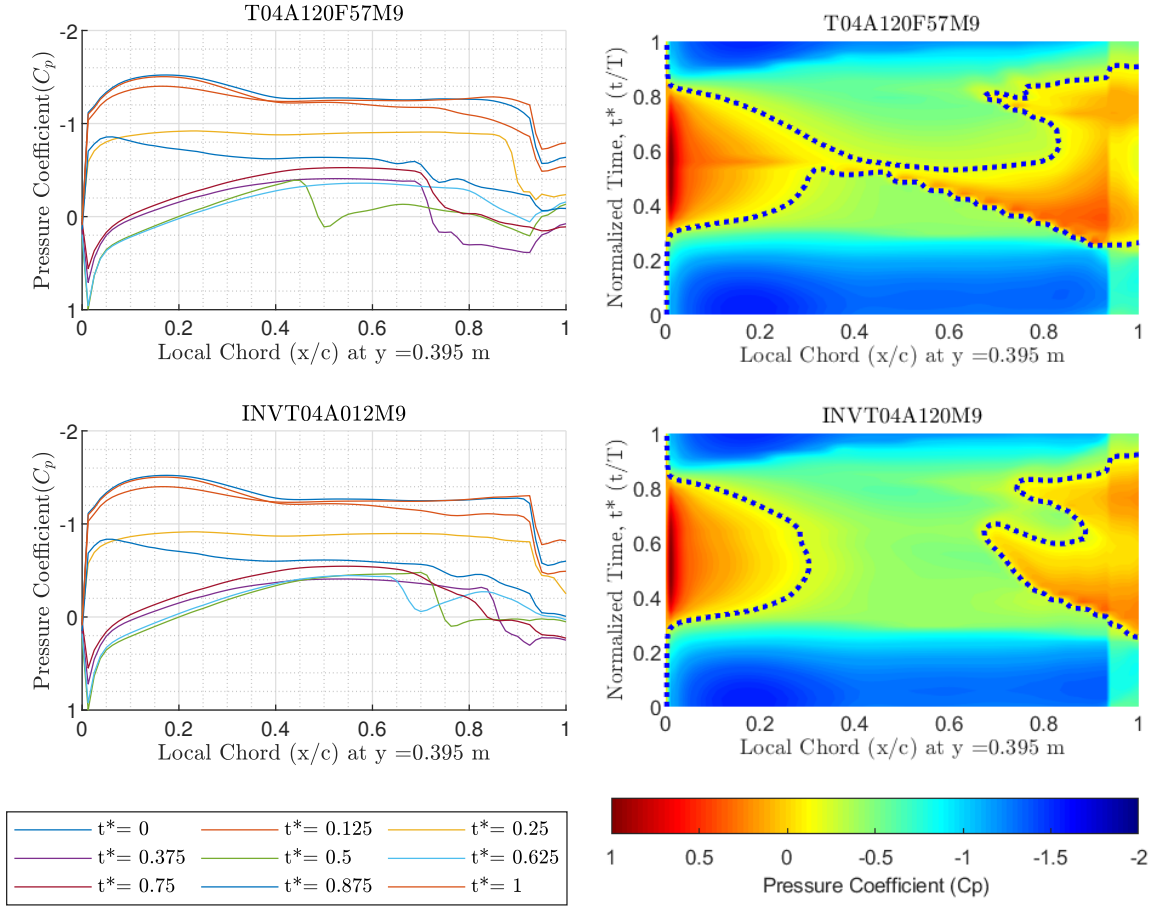 T04A120F57M9
-2
-1
0
1
Pressure Coefficient(Cp)
0 0.2 0.4 0.6 0.8 1
Local Chord (x/c) at y =0.395 m
T04A120F57M9
1
0.8
0.6
0.4
0.2
0
Normalized Time, t* (t/T)
0 0.2 0.4 0.6 0.8 1
Local Chord (x/c) at y =0.395 m
INVT04A012M9
-2
-1
0
1
Pressure Coefficient(Cp)
0 0.2 0.4 0.6 0.8 1
Local Chord (x/c) at y =0.395 m
INVT04A120M9
1
0.8
0.6
0.4
0.2
0
Normalized Time, t* (t/T)
0 0.2 0.4 0.6 0.8 1
Local Chord (x/c) at y =0.395 m
t*= 0 t*= 0.125 t*= 0.25
t*= 0.375 t*= 0.5 t*= 0.625
t*= 0.75 t*= 0.875 t*= 1
1 0.5 0 -0.5 -1 -1.5 -2
Pressure Coefficient (Cp)